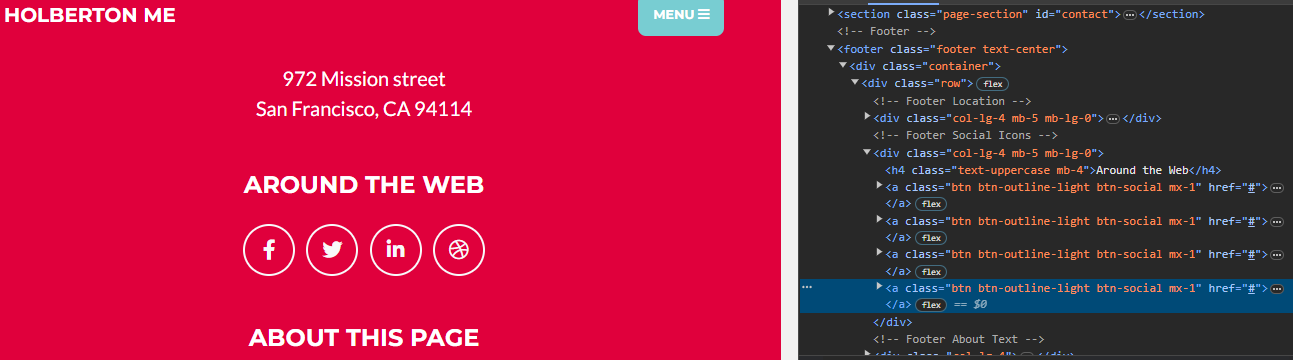 HOLBERTON ME
MENU
972 Mission street
San Francisco, CA 94114
AROUND THE WEB
ABOUT THIS PAGE
<section class="page-section" id="contact">…</section>
<!-- Footer -->
<footer class="footer text-center">
<div class="container">
<div class="row"> flex
<!-- Footer Location -->
<div class="col-lg-4 mb-5 mb-lg-0">…</div>
<!-- Footer Social Icons -->
<div class="col-lg-4 mb-5 mb-lg-0">
<h4 class="text-uppercase mb-4">Around the Web</h4>
<a class="btn btn-outline-light btn-social mx-1" href="#">…
</a> flex
<a class="btn btn-outline-light btn-social mx-1" href="#">…
</a> flex
<a class="btn btn-outline-light btn-social mx-1" href="#">…
</a> flex
<a class="btn btn-outline-light btn-social mx-1" href="#">…
</a> flex == $0
</div>
<!-- Footer About Text -->
<div class="col-lg-4">…</div>